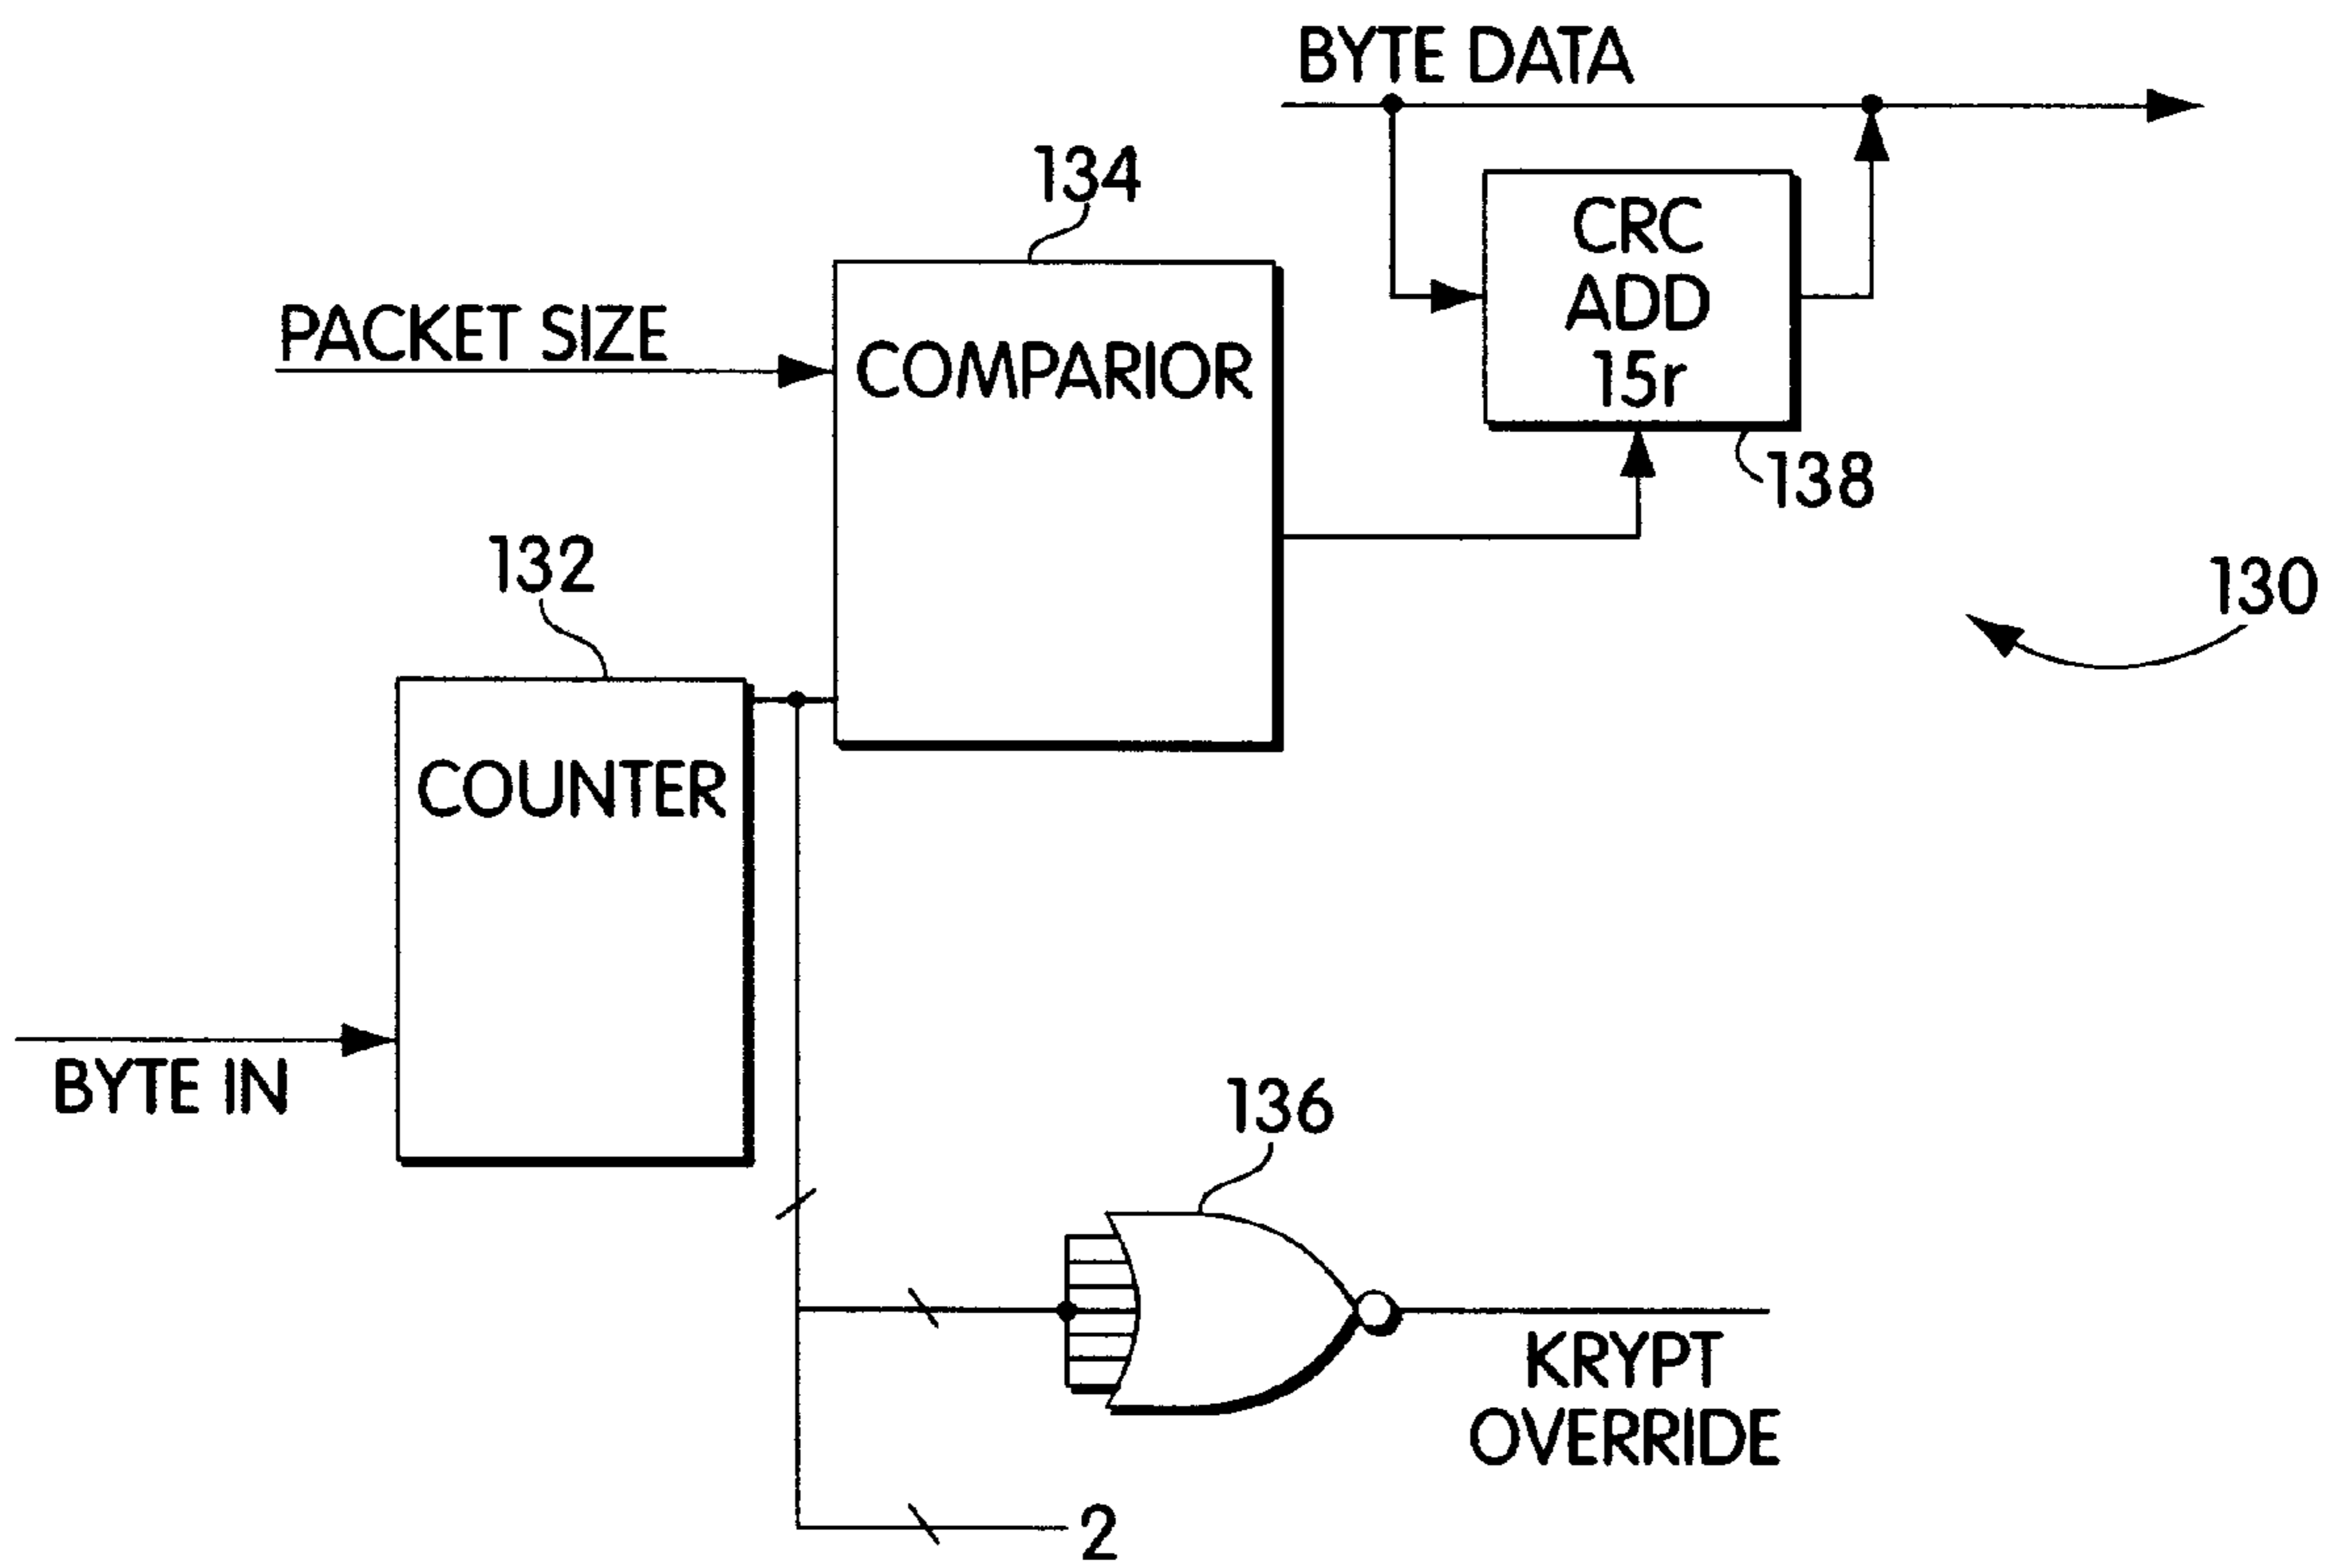 BYTE DATA
134
CRC
ADD
15r
PACKET SIZE
COMPARIOR
138
132
130
COUNTER
BYTE IN
136
KRYPT
OVERRIDE
2